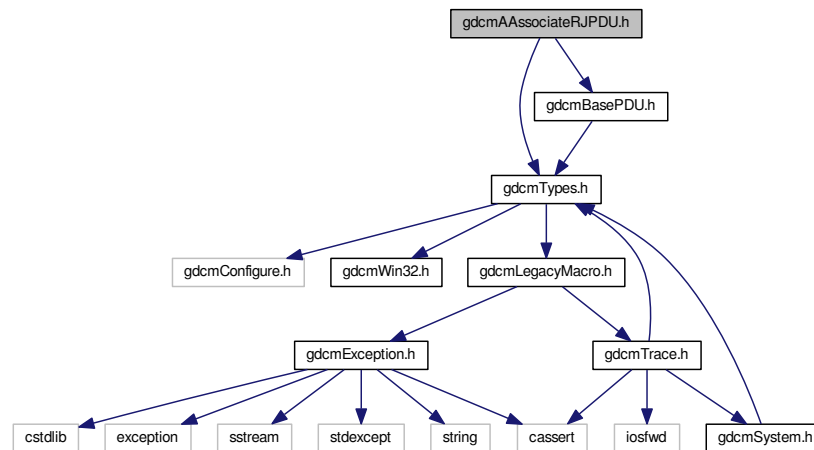 gdcmAAssociateRJPDU.h
gdcmBasePDU.h
gdcmTypes.h
gdcmConfigure.h
gdcmWin32.h
gdcmLegacyMacro.h
gdcmException.h
gdcmTrace.h
cstdlib
exception
sstream
stdexcept
string
cassert
iosfwd
gdcmSystem.h